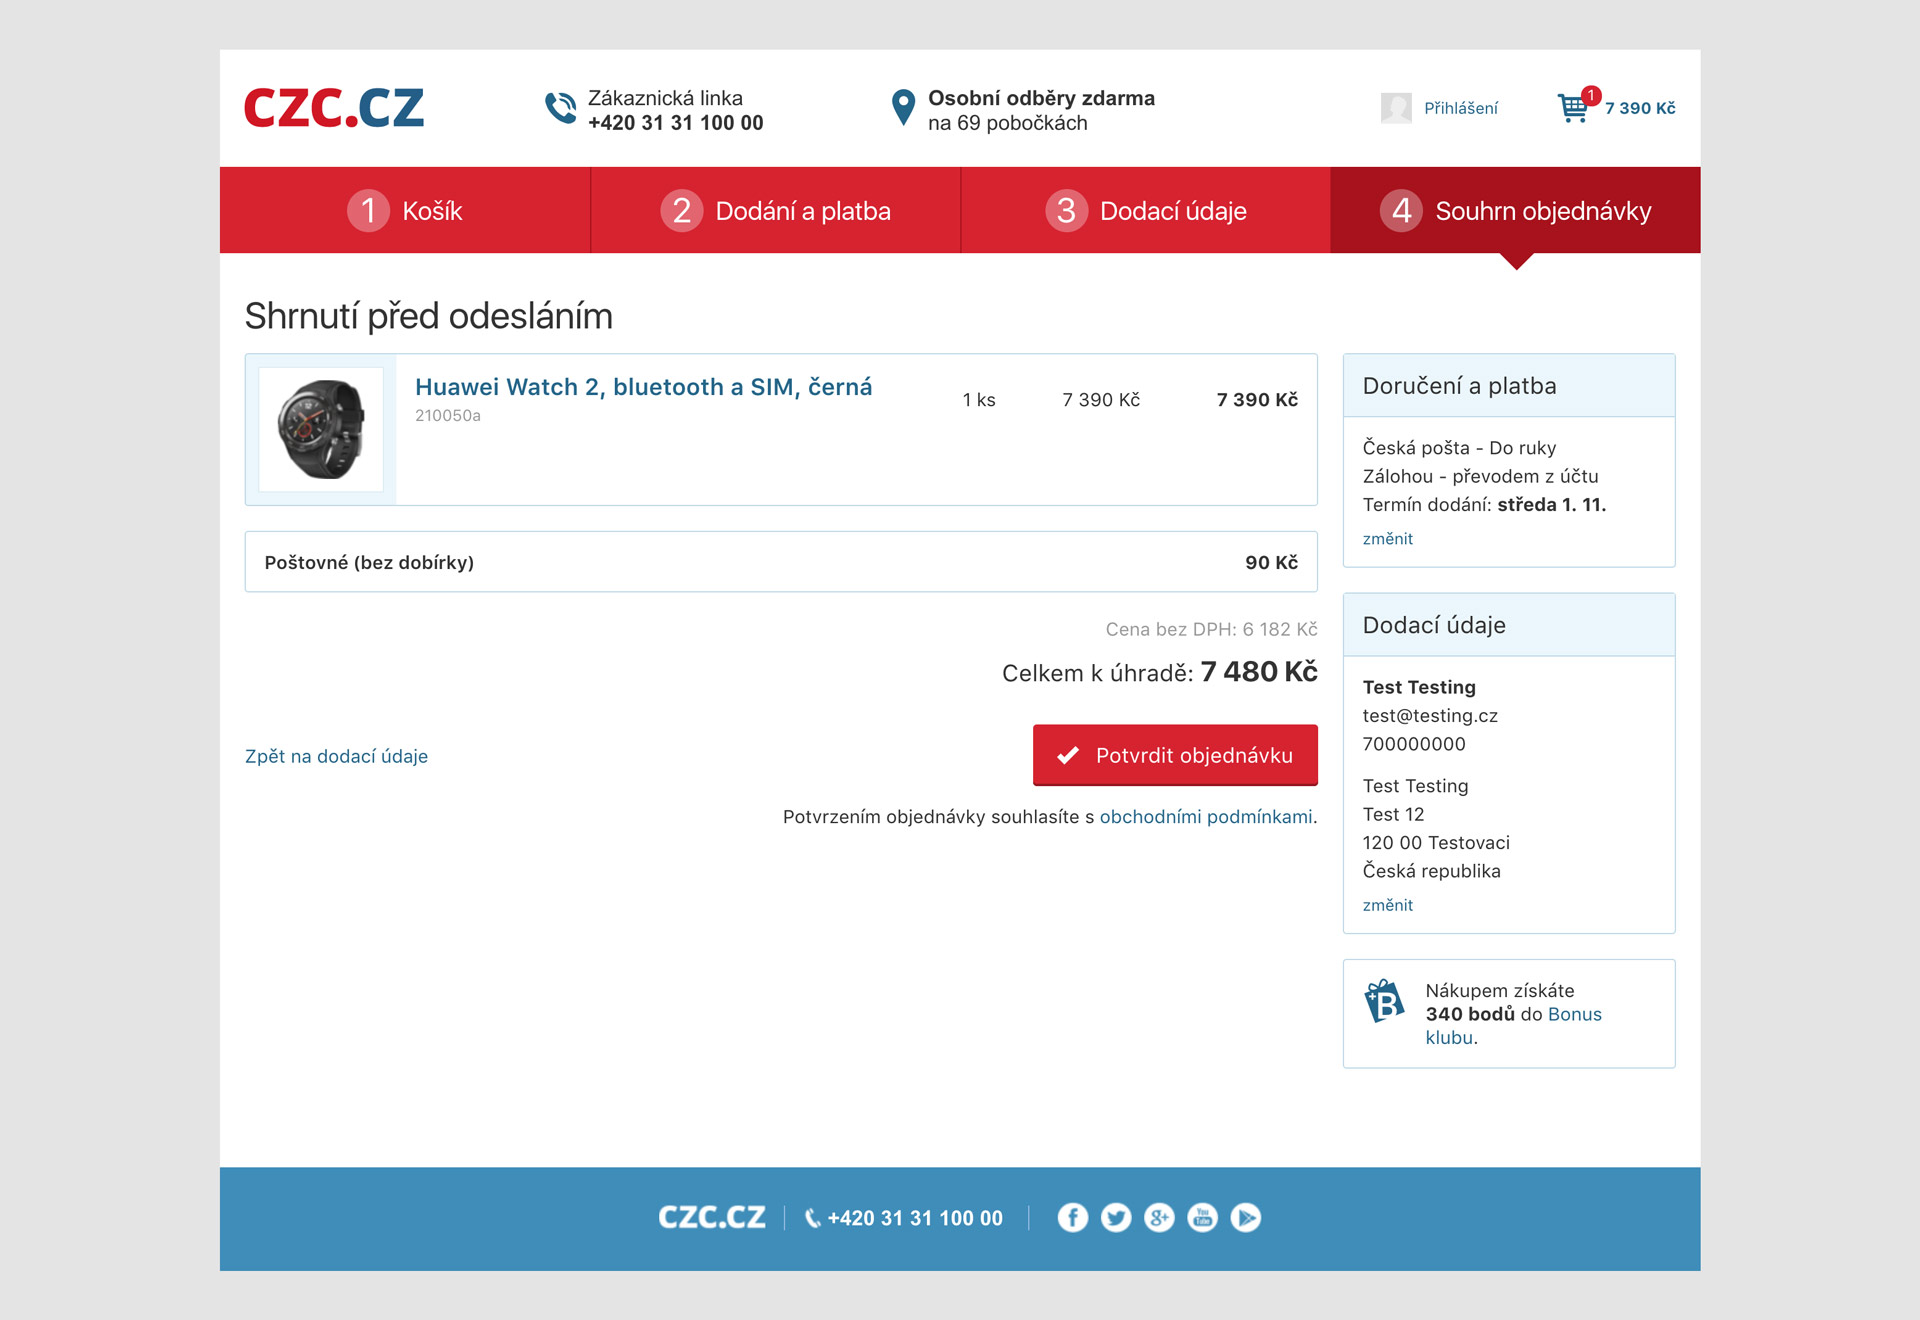 CZC.CZ
Zákaznická linka
+420 31 31 100 00
Osobní odběry zdarma
na 69 pobočkách
Přihlášení
1
7 390 Kč
1 Košík
2 Dodání a platba
3 Dodací údaje
4 Souhrn objednávky
Shrnutí před odesláním
Huawei Watch 2, bluetooth a SIM, černá
210050a
1 ks
7 390 Kč
7 390 Kč
Poštovné (bez dobírky)
90 Kč
Cena bez DPH: 6 182 Kč
Celkem k úhradě: 7 480 Kč
Zpět na dodací údaje
Potvrdit objednávku
Potvrzením objednávky souhlasíte s obchodními podmínkami.
Doručení a platba
Česká pošta - Do ruky
Zálohou - převodem z účtu
Termín dodání: středa 1. 11.
změnit
Dodací údaje
Test Testing
test@testing.cz
700000000
Test Testing
Test 12
120 00 Testovaci
Česká republika
změnit
B
Nákupem získáte
340 bodů do Bonus
klubu.
CZC.CZ
+420 31 31 100 00
f
8+
You
Tube